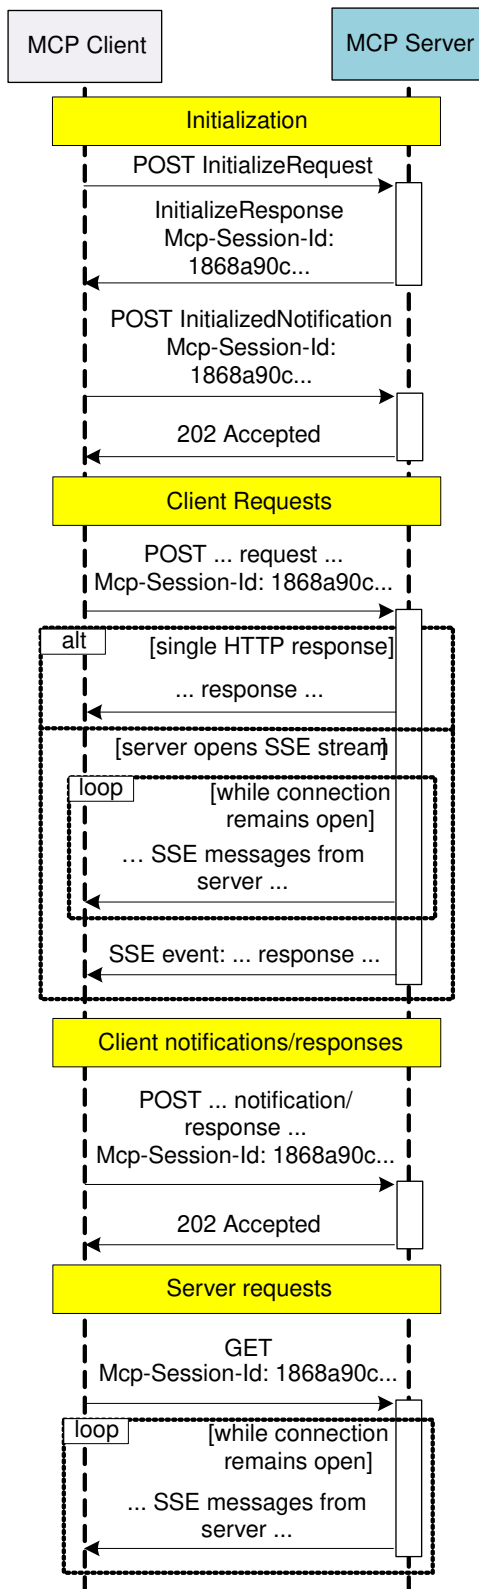 MCP Client
MCP Server
Initialization
POST InitializeRequest
InitializeResponse
Mcp-Session-Id:
1868a90c...
POST InitializedNotification
Mcp-Session-Id:
1868a90c...
202 Accepted
Client Requests
POST ... request ...
Mcp-Session-Id: 1868a90c...
alt
[single HTTP response]
... response ...
[server opens SSE stream]
loop
[while connection
remains open]
... SSE messages from
server ...
SSE event: ... response ...
Client notifications/responses
POST ... notification/
response ...
Mcp-Session-Id: 1868a90c...
202 Accepted
Server requests
GET
Mcp-Session-Id: 1868a90c...
loop
[while connection
remains open]
... SSE messages from
server ...